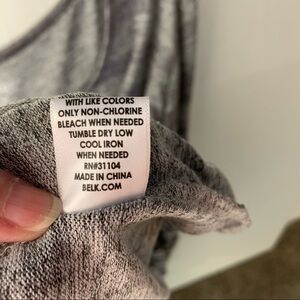 WITH LIKE COLORS
ONLY NON-CHLORINE
BLEACH WHEN NEEDED
TUMBLE DRY LOW
COOL IRON
WHEN NEEDED
RN#31104
MADE IN CHINA
BELK.COM